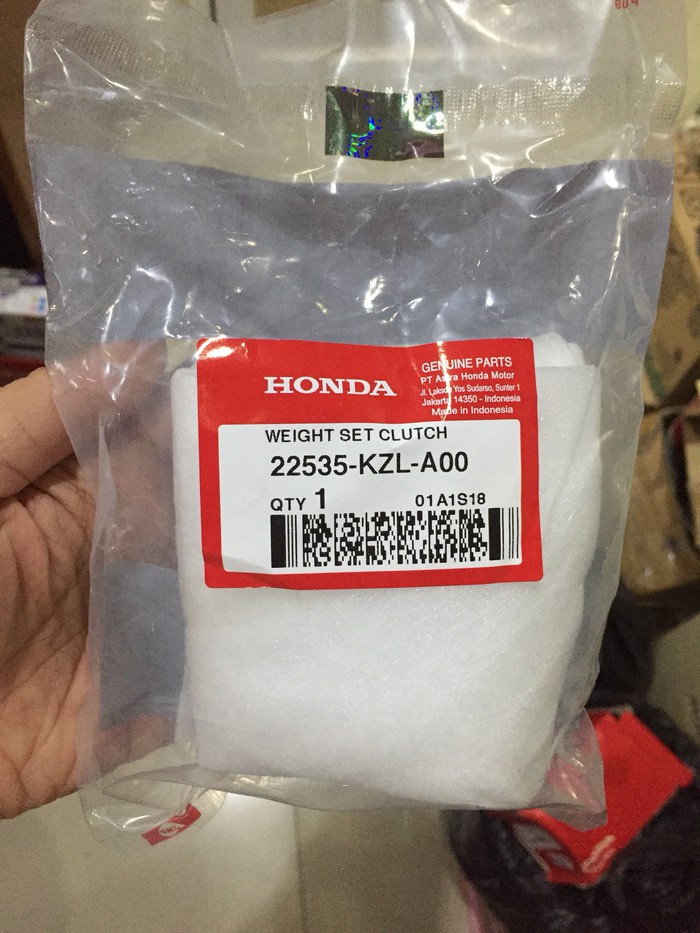 HONDA
GENUINE PARTS
PT Astra Honda Motor
Jl. Laksda Yos Sudarso, Sunter 1
Jakarta 14350 - Indonesia
Made in Indonesia
WEIGHT SET CLUTCH
22535-KZL-A00
QTY 1 01A1S18